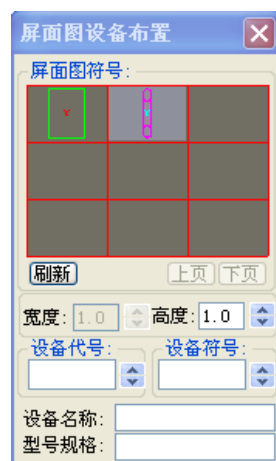 屏面图设备布置
屏面图符号:
刷新 上页 下页
宽度: 1.0 高度: 1.0
设备代号: 设备符号:
设备名称:
型号规格: